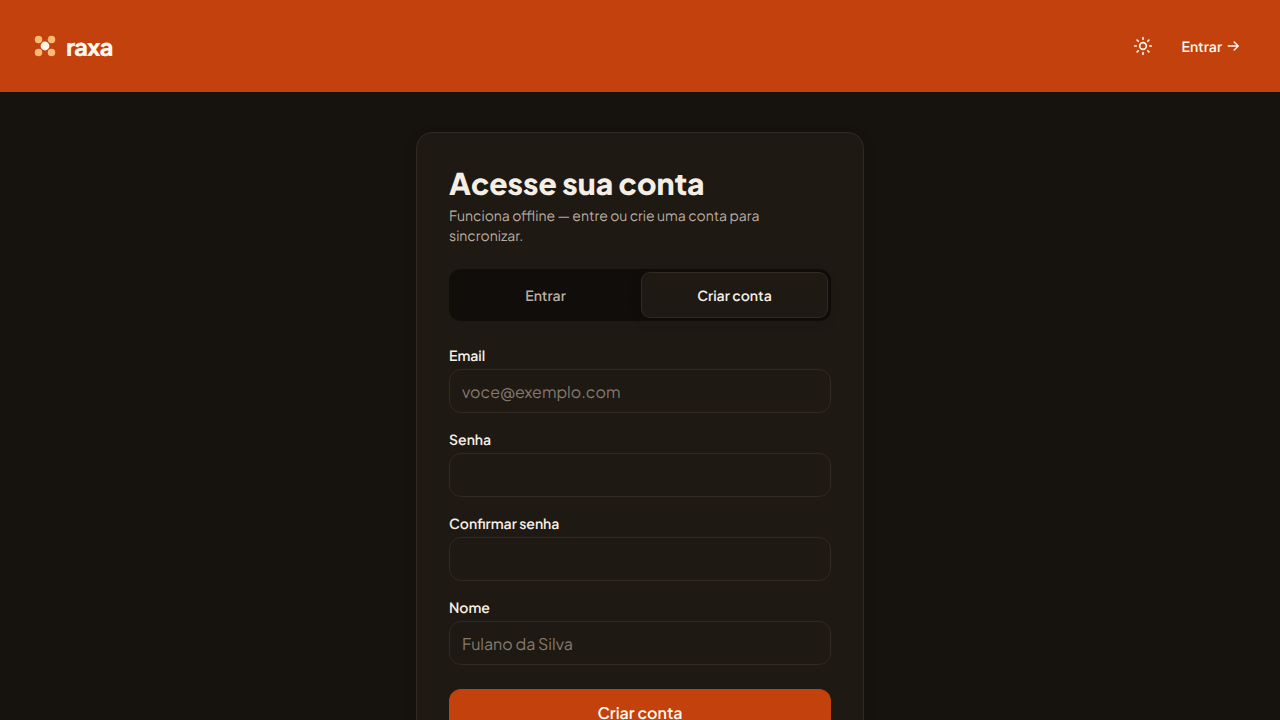 raxa
Entrar →
Acesse sua conta
Funciona offline — entre ou crie uma conta para
sincronizar.
Entrar
Criar conta
Email
voce@exemplo.com
Senha
Confirmar senha
Nome
Fulano da Silva
Criar conta